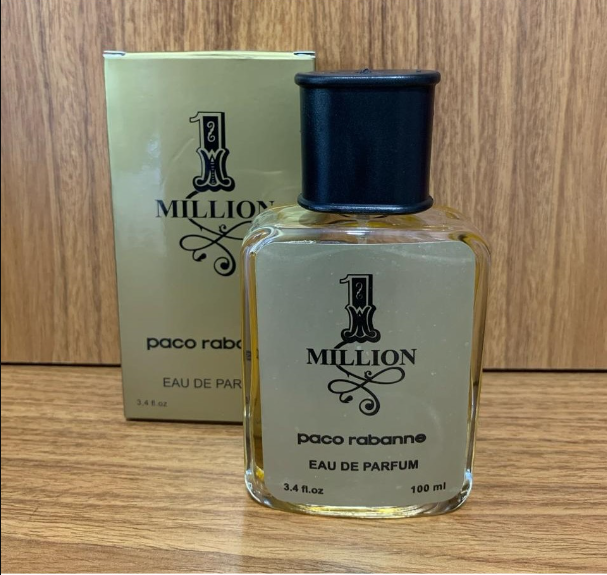 1
MILLION
paco rab
EAU DE PAR
3.4 fl.oz
1
MILLION
paco rabanne
EAU DE PARFUM
3.4 fl.oz
100 ml